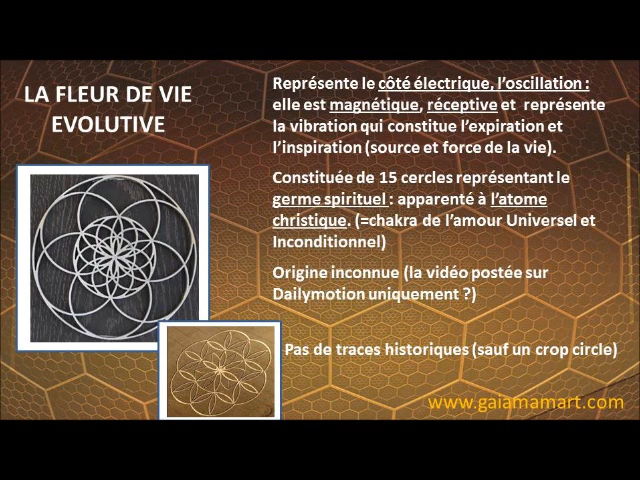 LA FLEUR DE VIE
EVOLUTIVE
Représente le côté électrique, l'oscillation :
elle est magnétique, réceptive et représente
la vibration qui constitue l'expiration et
l'inspiration (source et force de la vie).
Constituée de 15 cercles représentant le
germe spirituel : apparenté à l'atome
christique. (=chakra de l'amour Universel et
Inconditionnel)
Origine inconnue (la vidéo postée sur
Dailymotion uniquement ?)
Pas de traces historiques (sauf un crop circle)
www.gaiamamart.com